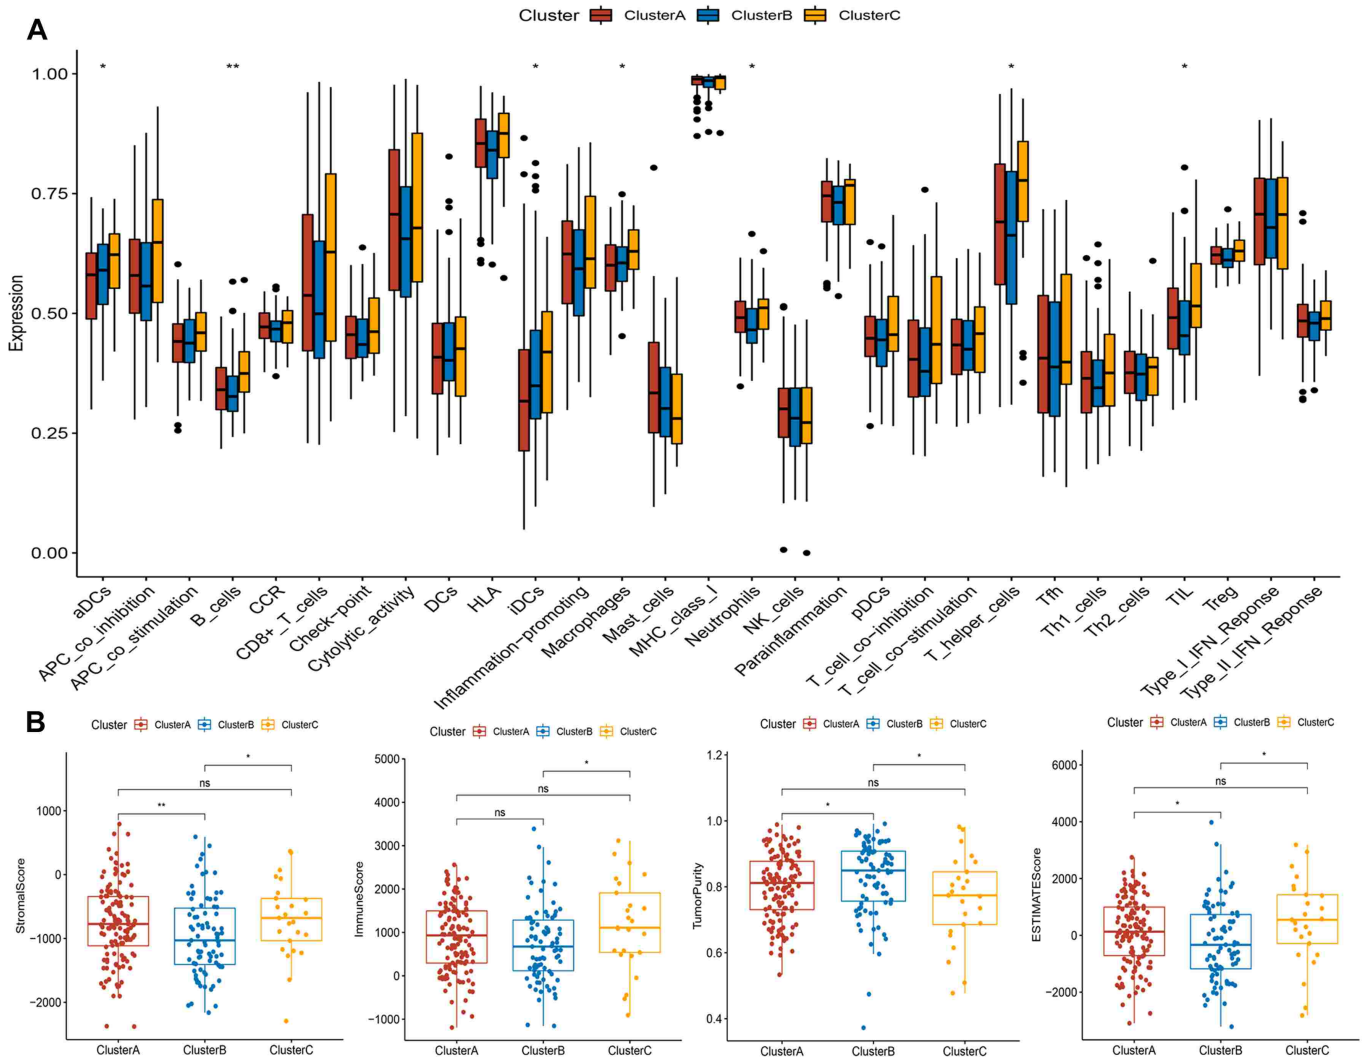 A
Cluster ClusterA ClusterB ClusterC
Expression
1.00
0.75
0.50
0.25
0.00
* ** * * * * *
aDCs
APC_co_inhibition
APC_co_stimulation
B_cells
CCR
CD8+_T_cells
Check-point
Cytolytic_activity
DCs
HLA
iDCs
Inflammation-promoting
Macrophages
Mast_cells
MHC_class_I
Neutrophils
NK_cells
Parainflammation
pDCs
T_cell_co-inhibition
T_cell_co-stimulation
T_helper_cells
Tfh
Th1_cells
Th2_cells
TIL
Treg
Type_I_IFN_Reponse
Type_II_IFN_Reponse
B
Cluster ClusterA ClusterB ClusterC
StromalScore
1000
0
−1000
−2000
*
ns
**
ClusterA ClusterB ClusterC
Cluster ClusterA ClusterB ClusterC
ImmuneScore
5000
4000
3000
2000
1000
0
−1000
*
ns
ns
ClusterA ClusterB ClusterC
Cluster ClusterA ClusterB ClusterC
TumorPurity
1.2
1.0
0.8
0.6
0.4
*
ns
*
ClusterA ClusterB ClusterC
Cluster ClusterA ClusterB ClusterC
ESTIMATEScore
6000
4000
2000
0
−2000
*
ns
*
ClusterA ClusterB ClusterC